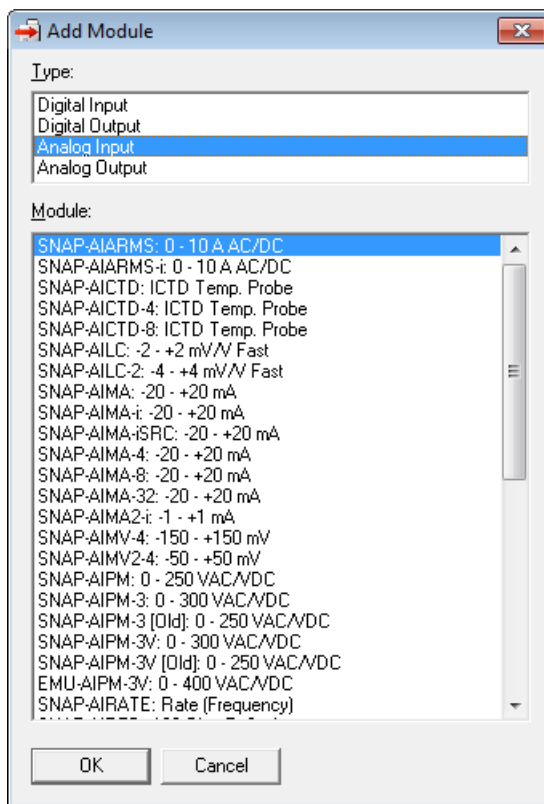 Add Module
Type:
Digital Input
Digital Output
Analog Input
Analog Output
Module:
SNAP-AIARMS: 0 - 10 A AC/DC
SNAP-AIARMS-i: 0 - 10 A AC/DC
SNAP-AICTD: ICTD Temp. Probe
SNAP-AICTD-4: ICTD Temp. Probe
SNAP-AICTD-8: ICTD Temp. Probe
SNAP-AILC: -2 - +2 mV/V Fast
SNAP-AILC-2: -4 - +4 mV/V Fast
SNAP-AIMA: -20 - +20 mA
SNAP-AIMA-i: -20 - +20 mA
SNAP-AIMA-iSRC: -20 - +20 mA
SNAP-AIMA-4: -20 - +20 mA
SNAP-AIMA-8: -20 - +20 mA
SNAP-AIMA-32: -20 - +20 mA
SNAP-AIMA2-i: -1 - +1 mA
SNAP-AIMV-4: -150 - +150 mV
SNAP-AIMV2-4: -50 - +50 mV
SNAP-AIPM: 0 - 250 VAC/VDC
SNAP-AIPM-3: 0 - 300 VAC/VDC
SNAP-AIPM-3 [Old]: 0 - 250 VAC/VDC
SNAP-AIPM-3V: 0 - 300 VAC/VDC
SNAP-AIPM-3V [Old]: 0 - 250 VAC/VDC
EMU-AIPM-3V: 0 - 400 VAC/VDC
SNAP-AIRATE: Rate (Frequency)
OK
Cancel